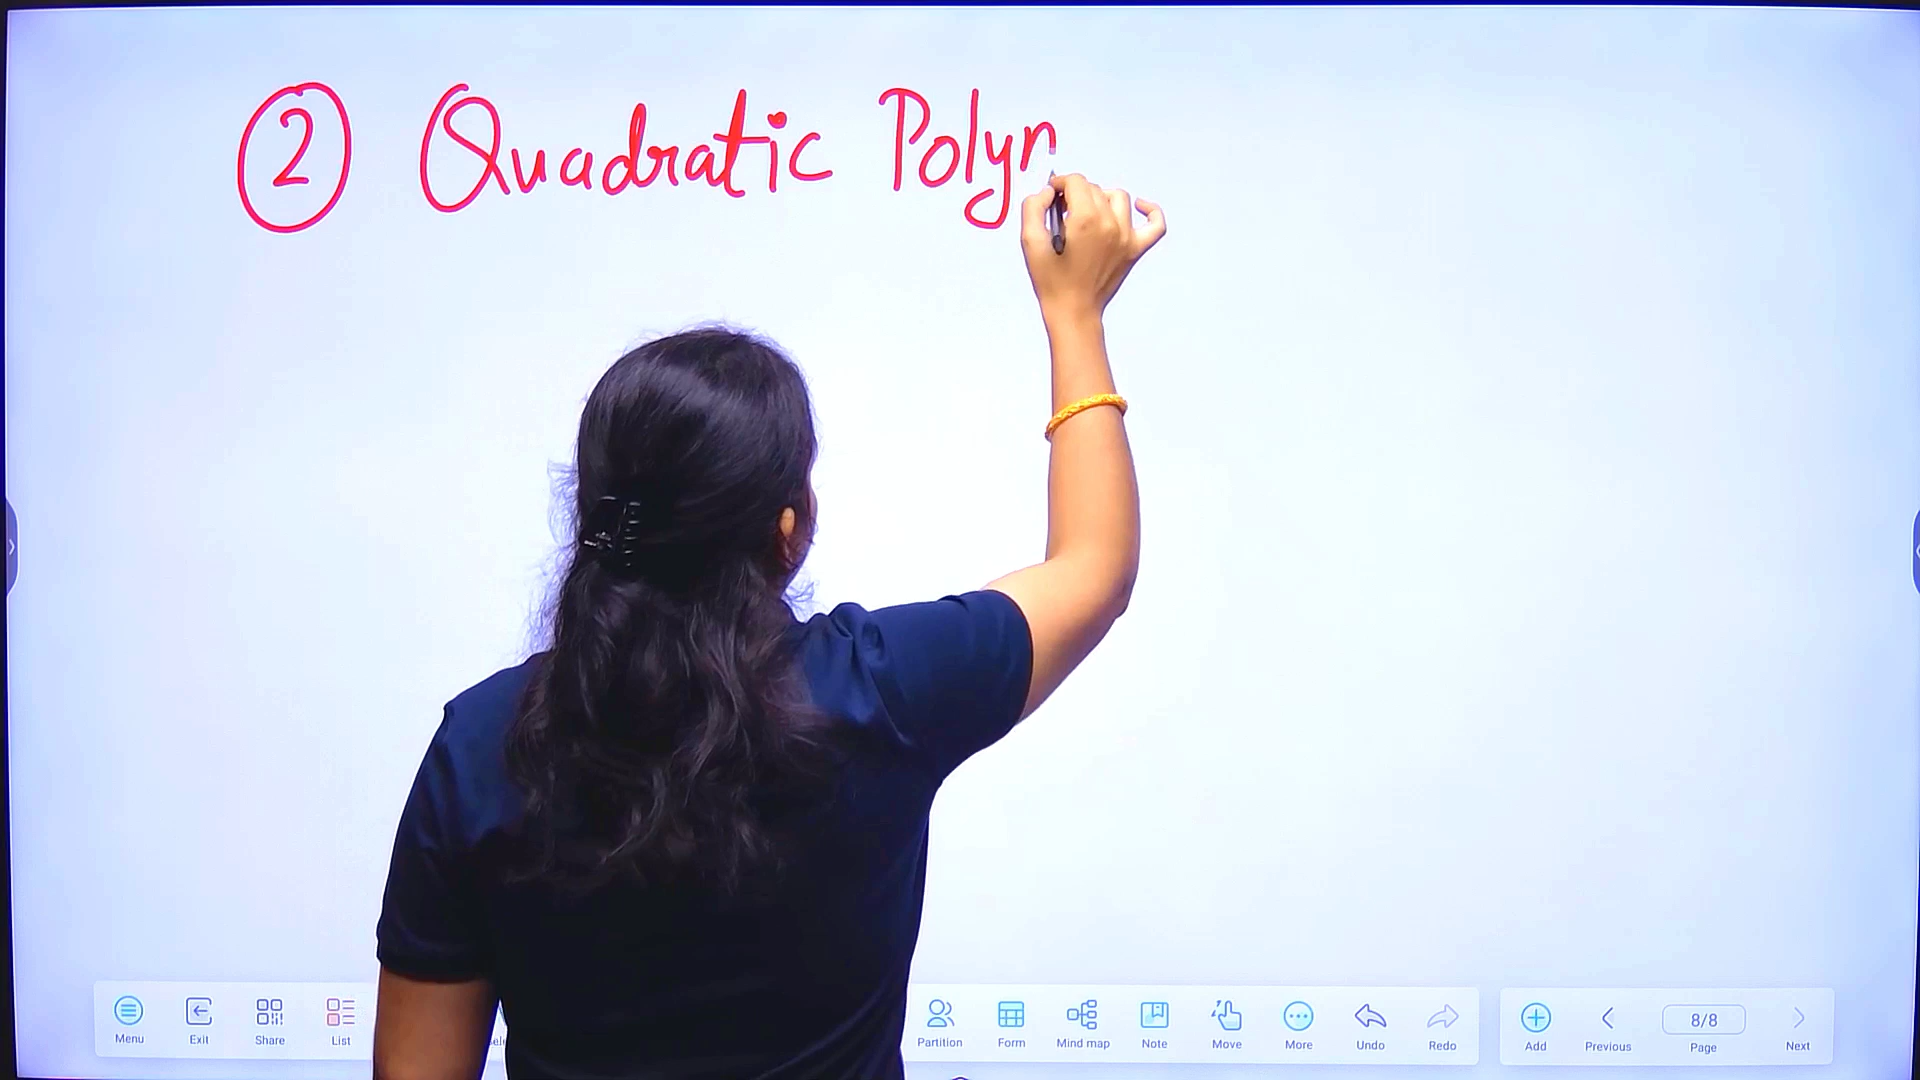 ② Quadratic Polyn
Menu Exit Share List Partition Form Mind map Note Move More Undo Redo Add Previous 8/8 Page Next